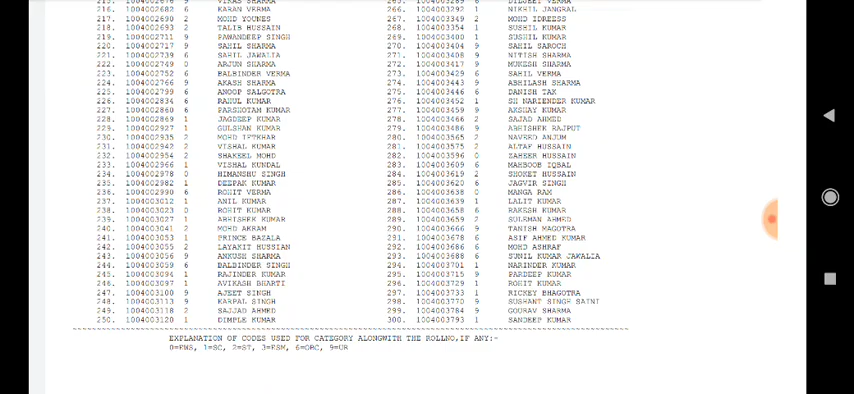 215. 6 VIKAS SHARMA 265. 1004003289 6 DILJEET VERMA
216. 1004002682 6 KARAN VERMA 266. 1004003292 1 NIKHIL JANGRAL
217. 1004002690 2 MOHD YOUNES 267. 1004003349 2 MOHD IDREESS
218. 1004002693 2 TALIB HUSSAIN 268. 1004003354 1 SUSHIL KUMAR
219. 1004002711 9 PAWANDEEP SINGH 269. 1004003400 1 SUSHIL KUMAR
220. 1004002717 9 SAHIL SHARMA 270. 1004003404 9 SAHIL SAROCH
221. 1004002739 6 SAHIL JAWALIA 271. 1004003408 9 NITISH SHARMA
222. 1004002749 0 ARJUN SHARMA 272. 1004003417 9 MUKESH SHARMA
223. 1004002752 6 BALBINDER VERMA 273. 1004003429 6 SAHIL VERMA
224. 1004002766 9 AKASH SHARMA 274. 1004003443 9 ABHILASH SHARMA
225. 1004002799 6 ANOOP SALGOTRA 275. 1004003446 6 DANISH TAK
226. 1004002834 6 RAHUL KUMAR 276. 1004003452 1 SH NARIENDER KUMAR
227. 1004002860 6 PARSHOTAM KUMAR 277. 1004003459 9 AKSHAY KUMAR
228. 1004002869 1 JAGDEEP KUMAR 278. 1004003466 2 SAJAD AHMED
229. 1004002927 1 GULSHAN KUMAR 279. 1004003486 9 ABHISHEK RAJPUT
230. 1004002935 2 MOHD IFTKHAR 280. 1004003565 2 NAVEED ANJUM
231. 1004002942 2 VISHAL KUMAR 281. 1004003575 2 ALTAF HUSSAIN
232. 1004002954 2 SHAKEEL MOHD 282. 1004003596 0 ZAHEER HUSSAIN
233. 1004002966 1 VISHAL KUNDAL 283. 1004003609 6 MAHBOOB IQBAL
234. 1004002978 0 HIMANSHU SINGH 284. 1004003619 2 SHOKET HUSSAIN
235. 1004002982 1 DEEPAK KUMAR 285. 1004003620 6 JAGVIR SINGH
236. 1004002990 6 ROHIT VERMA 286. 1004003638 0 MANGA RAM
237. 1004003012 1 ANIL KUMAR 287. 1004003639 1 LALIT KUMAR
238. 1004003023 0 ROHIT KUMAR 288. 1004003658 6 RAKESH KUMAR
239. 1004003027 1 ABHISHEK KUMAR 289. 1004003659 2 SULEMAN AHMED
240. 1004003041 2 MOHD AKRAM 290. 1004003666 9 TANISH MAGOTRA
241. 1004003053 1 PRINCE BAZALA 291. 1004003678 6 ASIF AHMED KUMAR
242. 1004003055 2 LAYAKIT HUSSIAN 292. 1004003686 6 MOHD ASHRAF
243. 1004003056 9 ANKUSH SHARMA 293. 1004003688 6 SUNIL KUMAR JAWALIA
244. 1004003059 6 BALBINDER SINGH 294. 1004003701 1 NARINDER KUMAR
245. 1004003094 1 RAJINDER KUMAR 295. 1004003715 9 PARDEEP KUMAR
246. 1004003097 1 AVIKASH BHARTI 296. 1004003729 1 ROHIT KUMAR
247. 1004003100 9 AJEET SINGH 297. 1004003733 1 RICKEY BHAGOTRA
248. 1004003113 9 KARPAL SINGH 298. 1004003770 9 SUSHANT SINGH SAINI
249. 1004003118 2 SAJJAD AHMED 299. 1004003784 9 GOURAV SHARMA
250. 1004003120 1 DIMPLE KUMAR 300. 1004003793 1 SANDEEP KUMAR
EXPLANATION OF CODES USED FOR CATEGORY ALONGWITH THE ROLLNO,IF ANY:-
0=EWS, 1=SC, 2=ST, 3=ESM, 6=OBC, 9=UR